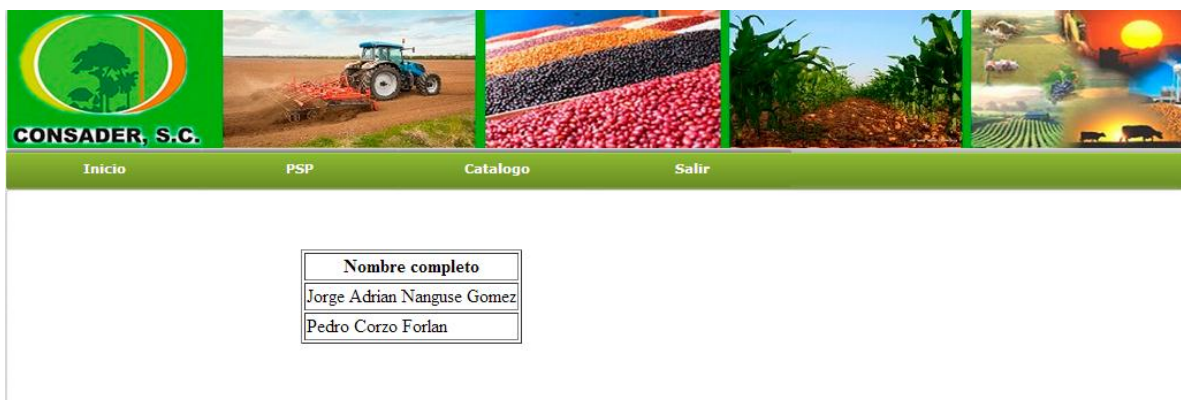 CONSADER, S.C.
Inicio PSP Catalogo Salir
Nombre completo
Jorge Adrian Nanguse Gomez
Pedro Corzo Forlan